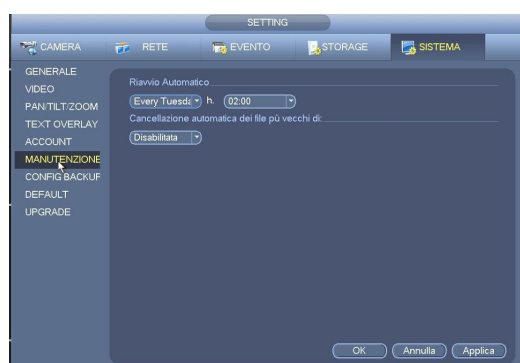 SETTING
CAMERA RETE EVENTO STORAGE SISTEMA
GENERALE
VIDEO
PAN/TILT/ZOOM
TEXT OVERLAY
ACCOUNT
MANUTENZIONE
CONFIG BACKUP
DEFAULT
UPGRADE
Riavvio Automatico
Every Tuesda h. 02:00
Cancellazione automatica dei file pù vecchi di:
Disabilitata
OK Annulla Applica